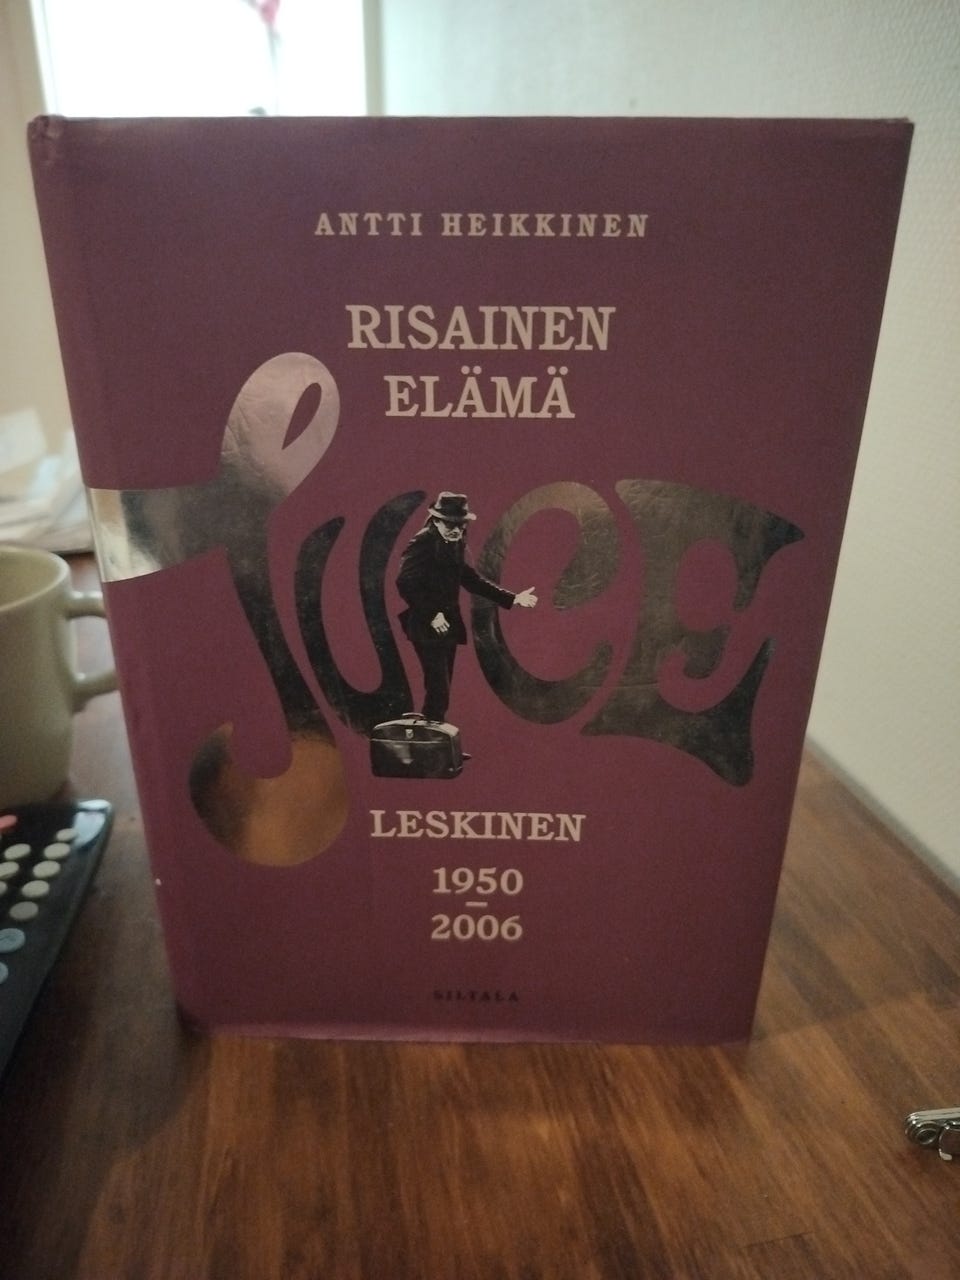 ANTTI HEIKKINEN
RISAINEN
ELÄMÄ
JUICE
LESKINEN
1950
–
2006
SILTALA